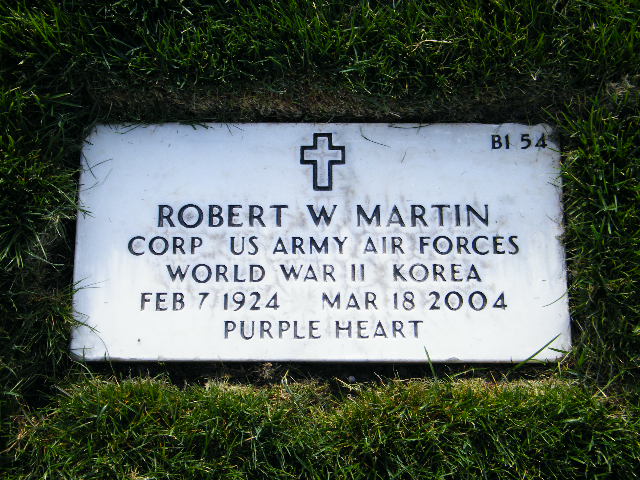 B1 54
ROBERT W MARTIN
CORP US ARMY AIR FORCES
WORLD WAR II KOREA
FEB 7 1924 MAR 18 2004
PURPLE HEART